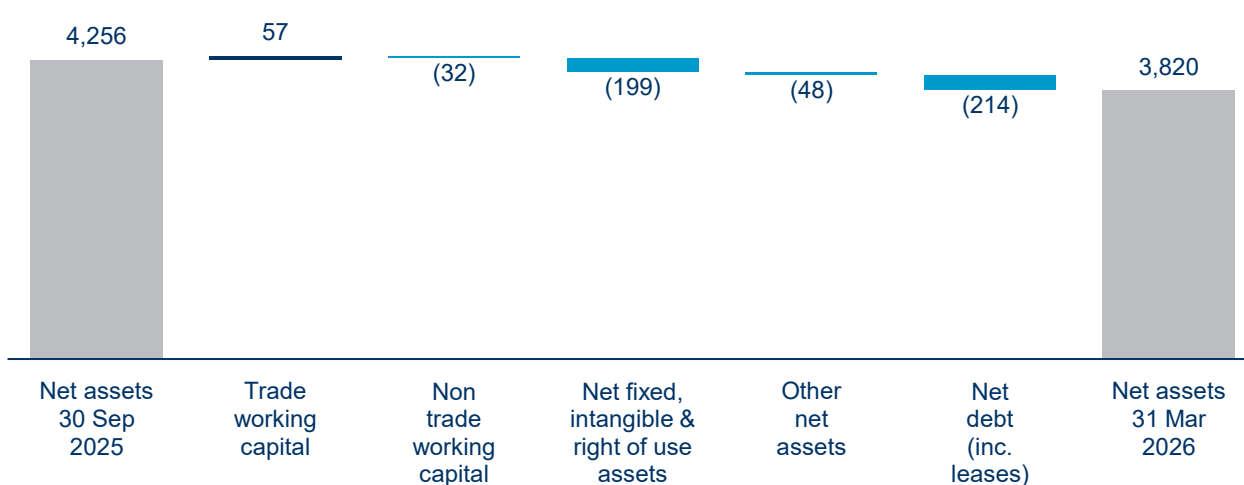 4,256
57
(32)
(199)
(48)
(214)
3,820
Net assets
30 Sep
2025
Trade
working
capital
Non
trade
working
capital
Net fixed,
intangible &
right of use
assets
Other
net
assets
Net
debt
(inc.
leases)
Net assets
31 Mar
2026